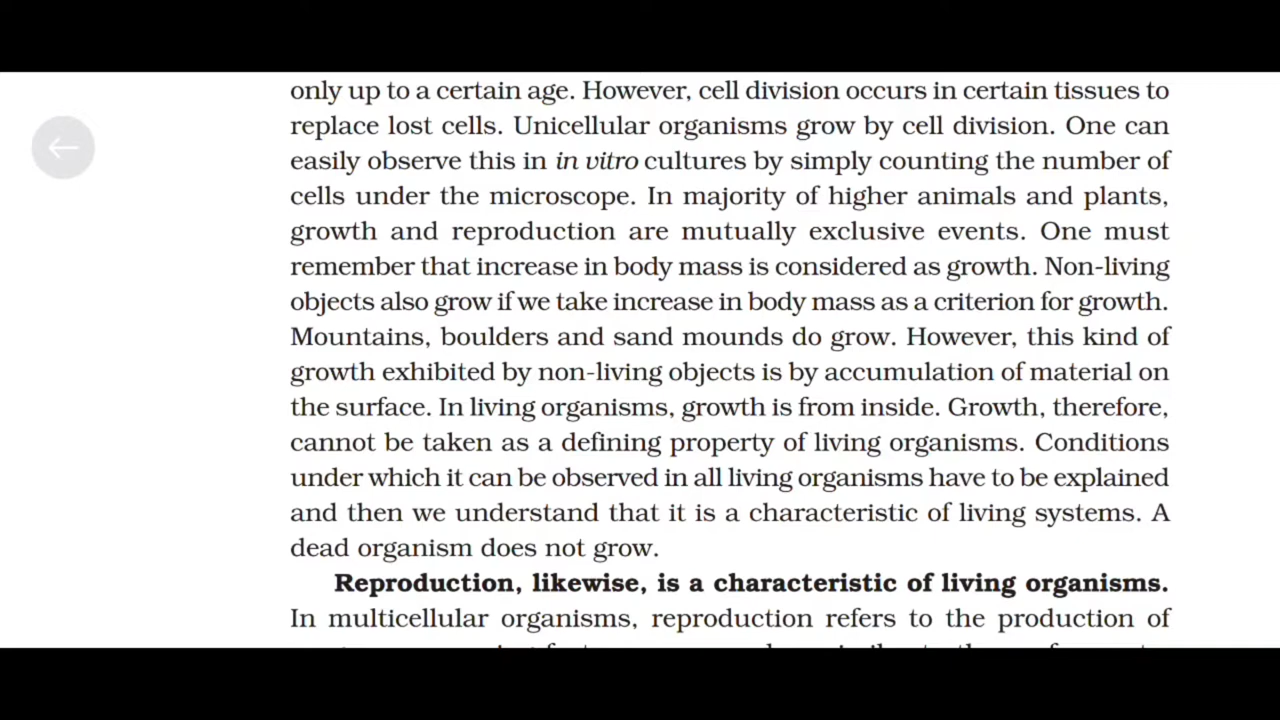 only up to a certain age. However, cell division occurs in certain tissues to
replace lost cells. Unicellular organisms grow by cell division. One can
easily observe this in in vitro cultures by simply counting the number of
cells under the microscope. In majority of higher animals and plants,
growth and reproduction are mutually exclusive events. One must
remember that increase in body mass is considered as growth. Non-living
objects also grow if we take increase in body mass as a criterion for growth.
Mountains, boulders and sand mounds do grow. However, this kind of
growth exhibited by non-living objects is by accumulation of material on
the surface. In living organisms, growth is from inside. Growth, therefore,
cannot be taken as a defining property of living organisms. Conditions
under which it can be observed in all living organisms have to be explained
and then we understand that it is a characteristic of living systems. A
dead organism does not grow.
Reproduction, likewise, is a characteristic of living organisms.
In multicellular organisms, reproduction refers to the production of